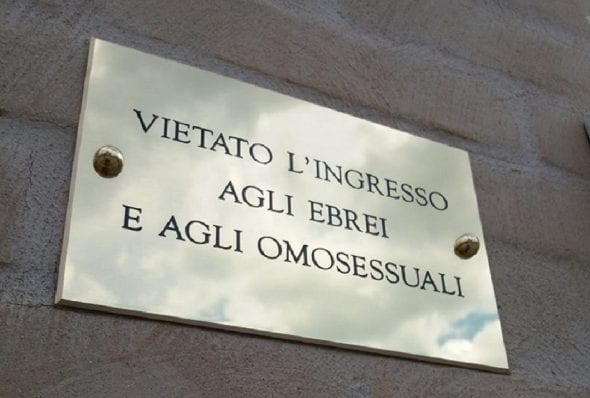 VIETATO L'INGRESSO
AGLI EBREI
E AGLI OMOSESSUALI